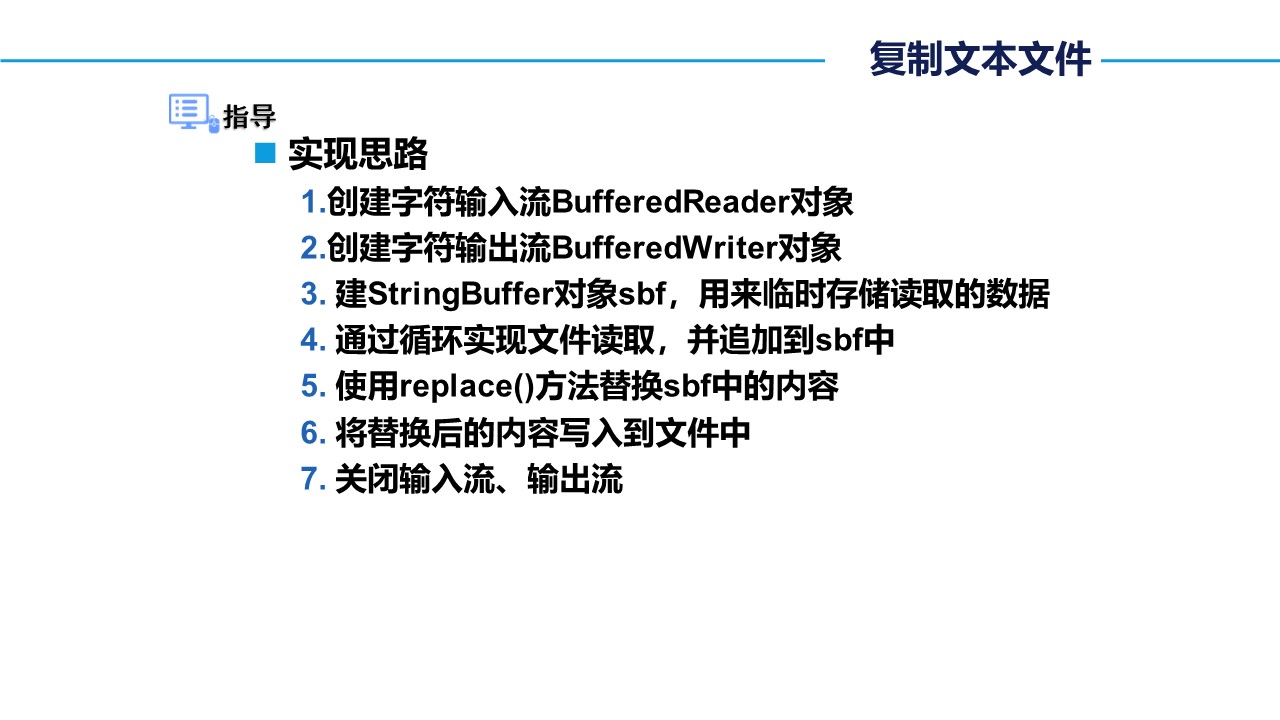 复制文本文件
指导
实现思路
1.创建字符输入流BufferedReader对象
2.创建字符输出流BufferedWriter对象
3. 建StringBuffer对象sbf，用来临时存储读取的数据
4. 通过循环实现文件读取，并追加到sbf中
5. 使用replace()方法替换sbf中的内容
6. 将替换后的内容写入到文件中
7. 关闭输入流、输出流